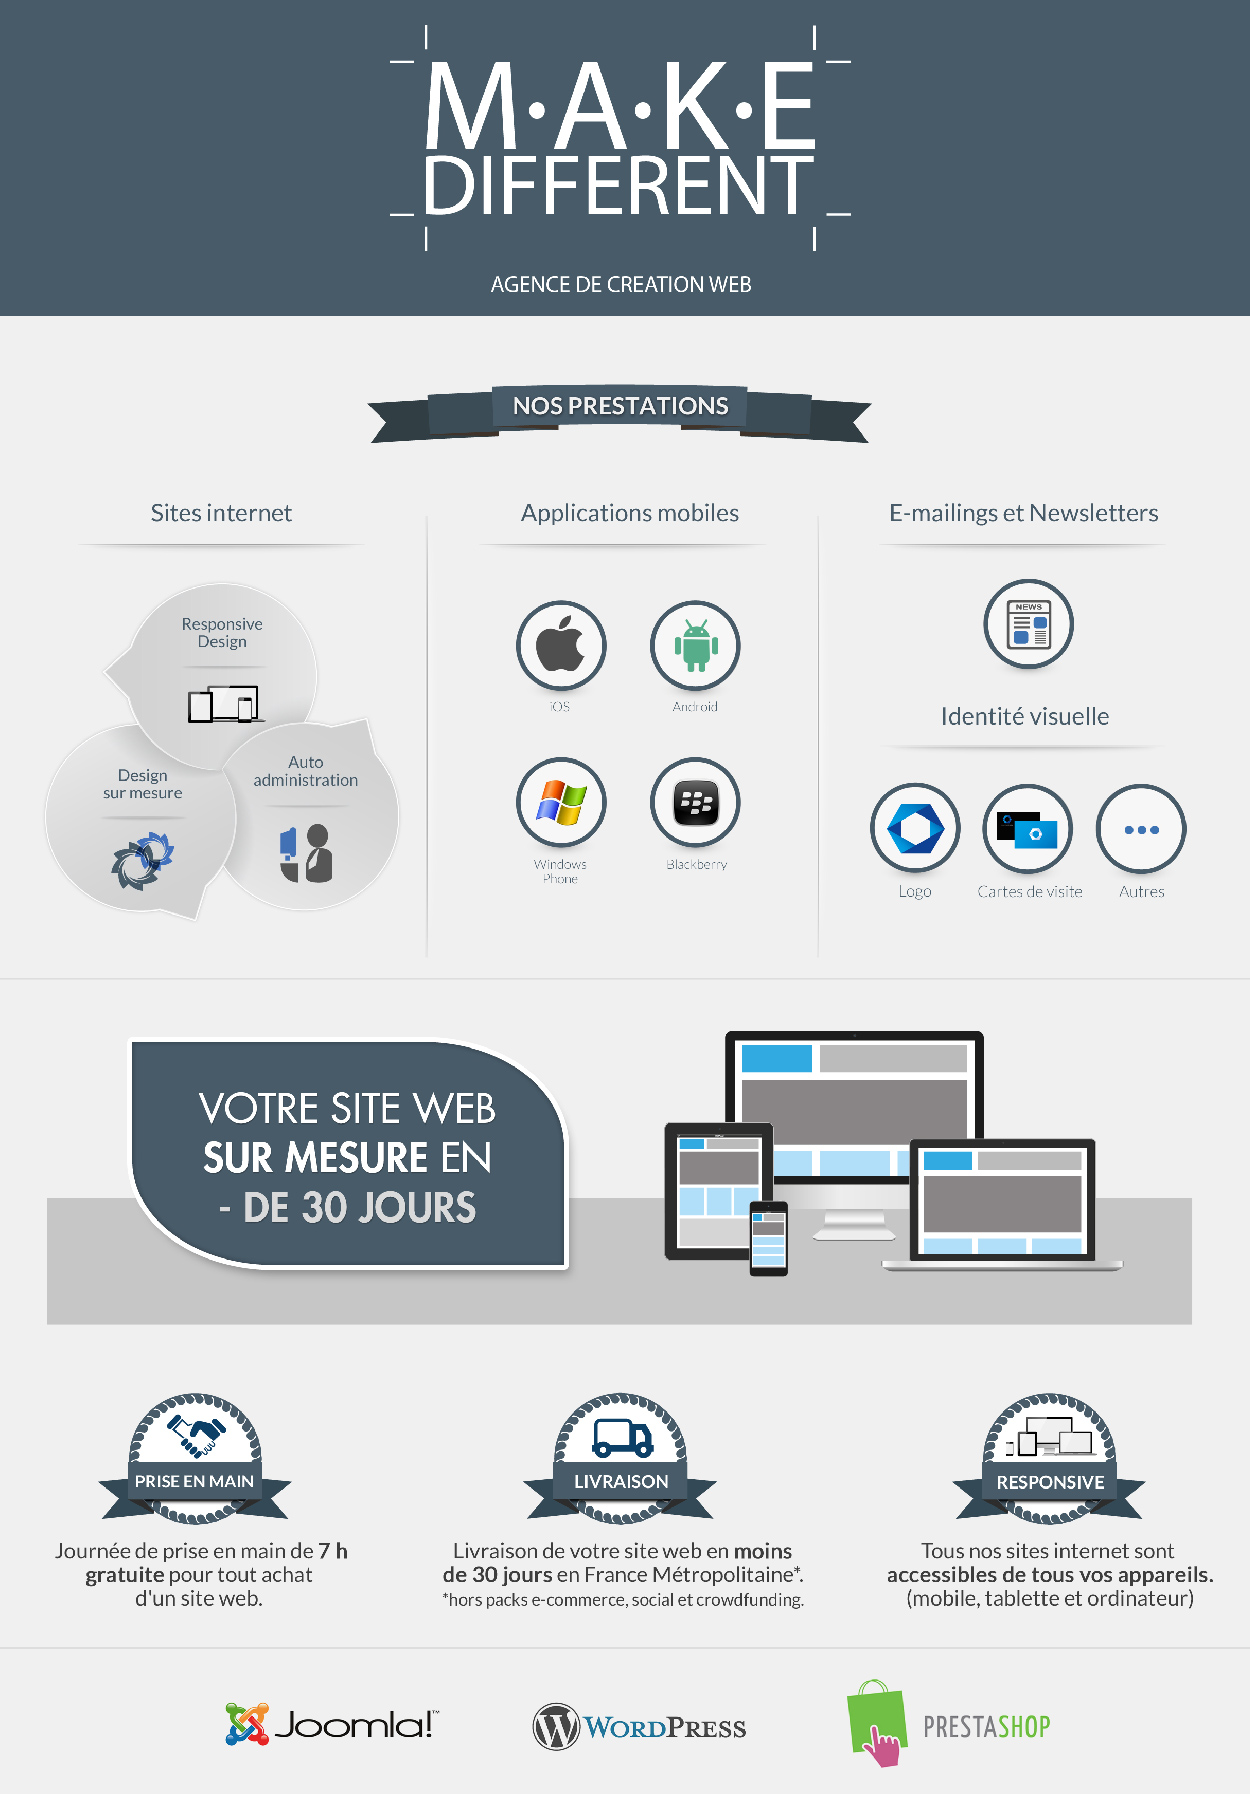 M·A·K·E
DIFFERENT
AGENCE DE CREATION WEB
NOS PRESTATIONS
Sites internet
Responsive
Design
Design
sur mesure
Auto
administration
Applications mobiles
iOS
Android
Windows
Phone
Blackberry
E-mailings et Newsletters
NEWS
Identité visuelle
Logo
Cartes de visite
Autres
VOTRE SITE WEB
SUR MESURE EN
- DE 30 JOURS
PRISE EN MAIN
Journée de prise en main de 7 h
gratuite pour tout achat
d'un site web.
LIVRAISON
Livraison de votre site web en moins
de 30 jours en France Métropolitaine*.
*hors packs e-commerce, social et crowdfunding.
RESPONSIVE
Tous nos sites internet sont
accessibles de tous vos appareils.
(mobile, tablette et ordinateur)
Joomla!™
WORDPRESS
PRESTASHOP